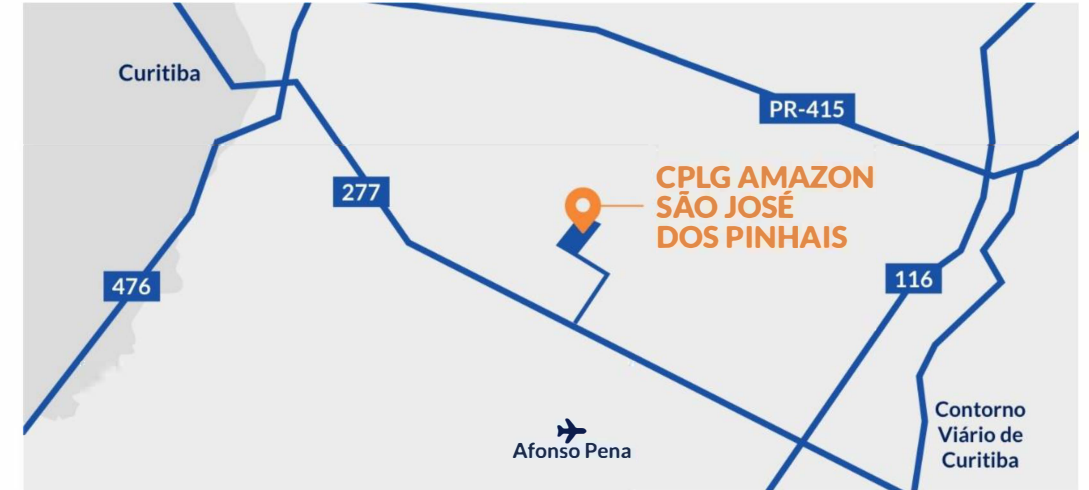 Curitiba
PR-415
CPLG AMAZON
SÃO JOSÉ
DOS PINHAIS
277
476
116
Contorno
Viário de
Curitiba
Afonso Pena